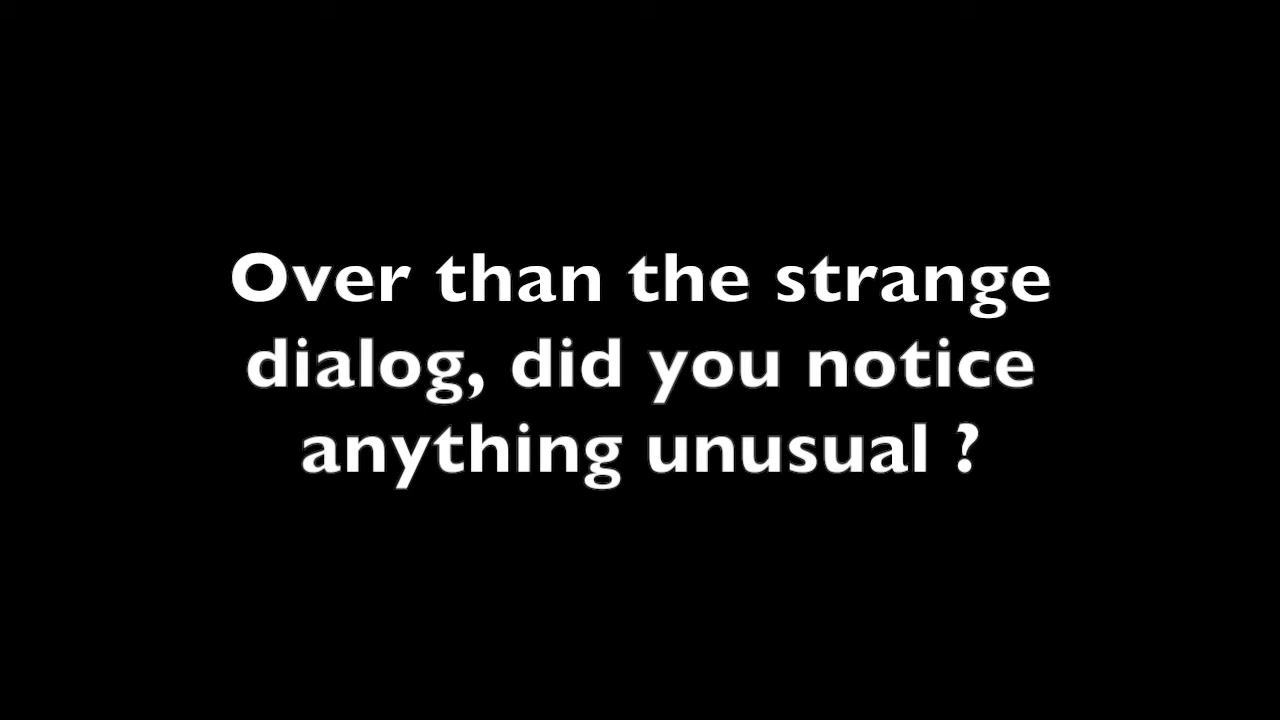 Over than the strange
dialog, did you notice
anything unusual ?